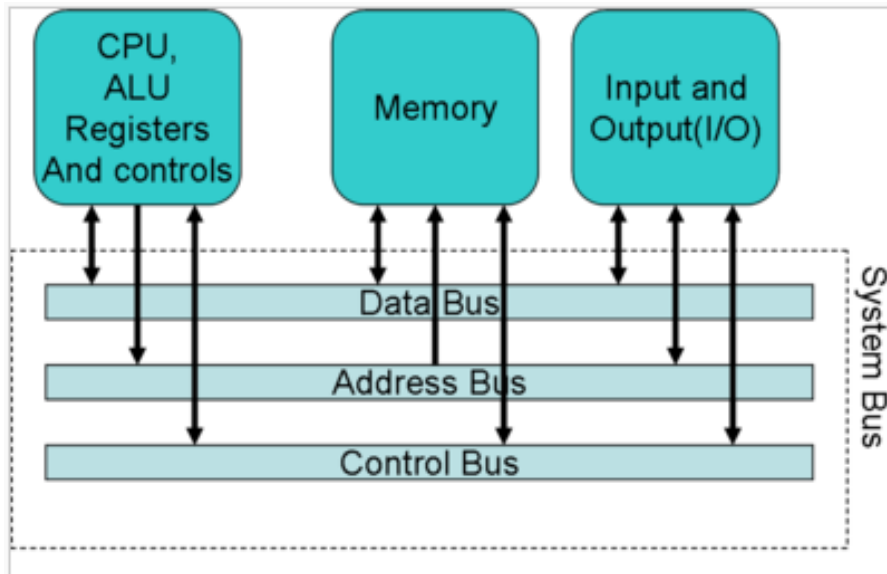 CPU,
ALU
Registers
And controls
Memory
Input and
Output(I/O)
Data Bus
Address Bus
Control Bus
System Bus